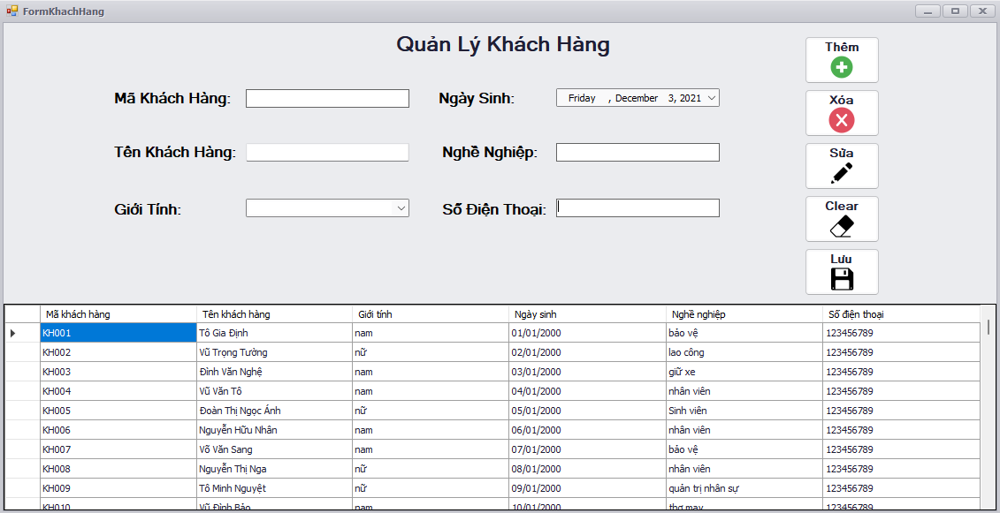 FormKhachHang
Quản Lý Khách Hàng
Thêm
Mã Khách Hàng:
Ngày Sinh:
Friday , December 3, 2021
Xóa
Tên Khách Hàng:
Nghề Nghiệp:
Sửa
Giới Tính:
Số Điện Thoại:
Clear
Lưu
Mã khách hàng Tên khách hàng Giới tính Ngày sinh Nghề nghiệp Số điện thoại
KH001 Tô Gia Định nam 01/01/2000 bảo vệ 123456789
KH002 Vũ Trọng Tường nữ 02/01/2000 lao công 123456789
KH003 Đình Văn Nghệ nam 03/01/2000 giữ xe 123456789
KH004 Vũ Văn Tô nam 04/01/2000 nhân viên 123456789
KH005 Đoàn Thị Ngọc Ánh nữ 05/01/2000 Sinh viên 123456789
KH006 Nguyễn Hữu Nhân nam 06/01/2000 nhân viên 123456789
KH007 Võ Văn Sang nam 07/01/2000 bảo vệ 123456789
KH008 Nguyễn Thị Nga nữ 08/01/2000 nhân viên 123456789
KH009 Tô Minh Nguyệt nữ 09/01/2000 quản trị nhân sự 123456789
KH010 Vũ Đình Bảo nam 10/01/2000 thợ may 123456789